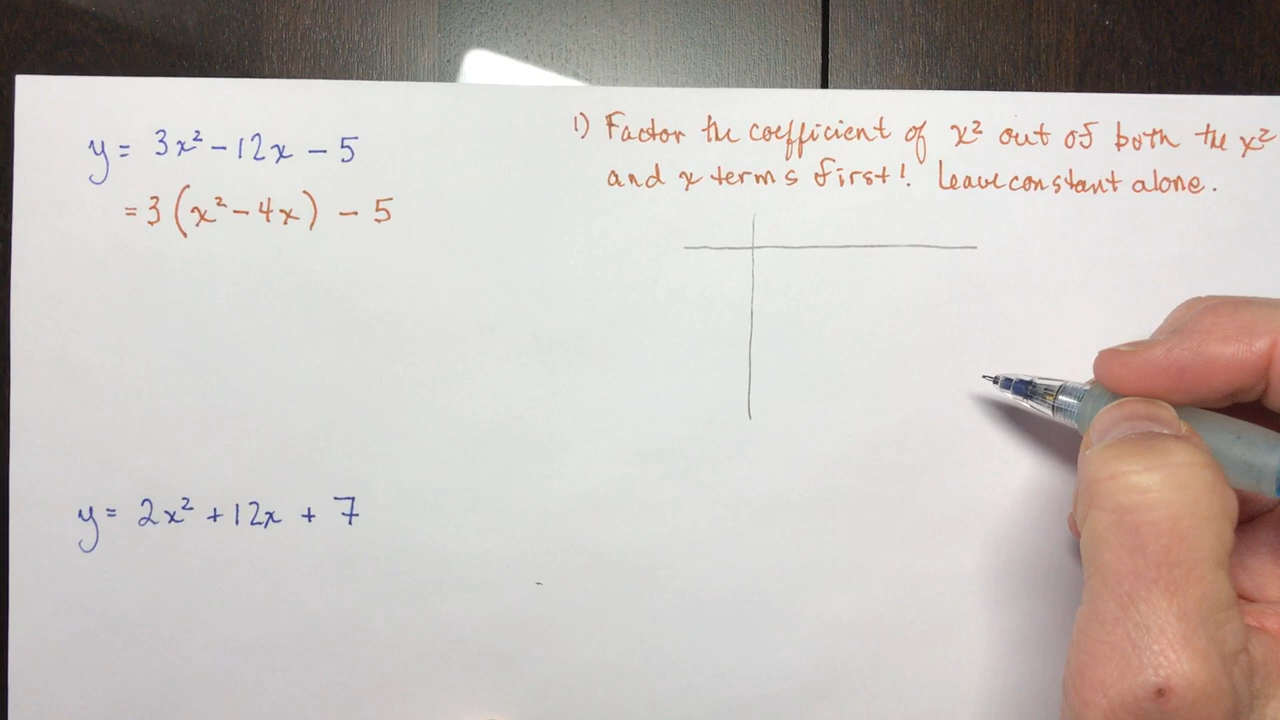 y = 3x² - 12x - 5
= 3(x² - 4x) - 5
1) Factor the coefficient of x² out of both the x²
and x terms first! Leave constant alone.
y = 2x² + 12x + 7